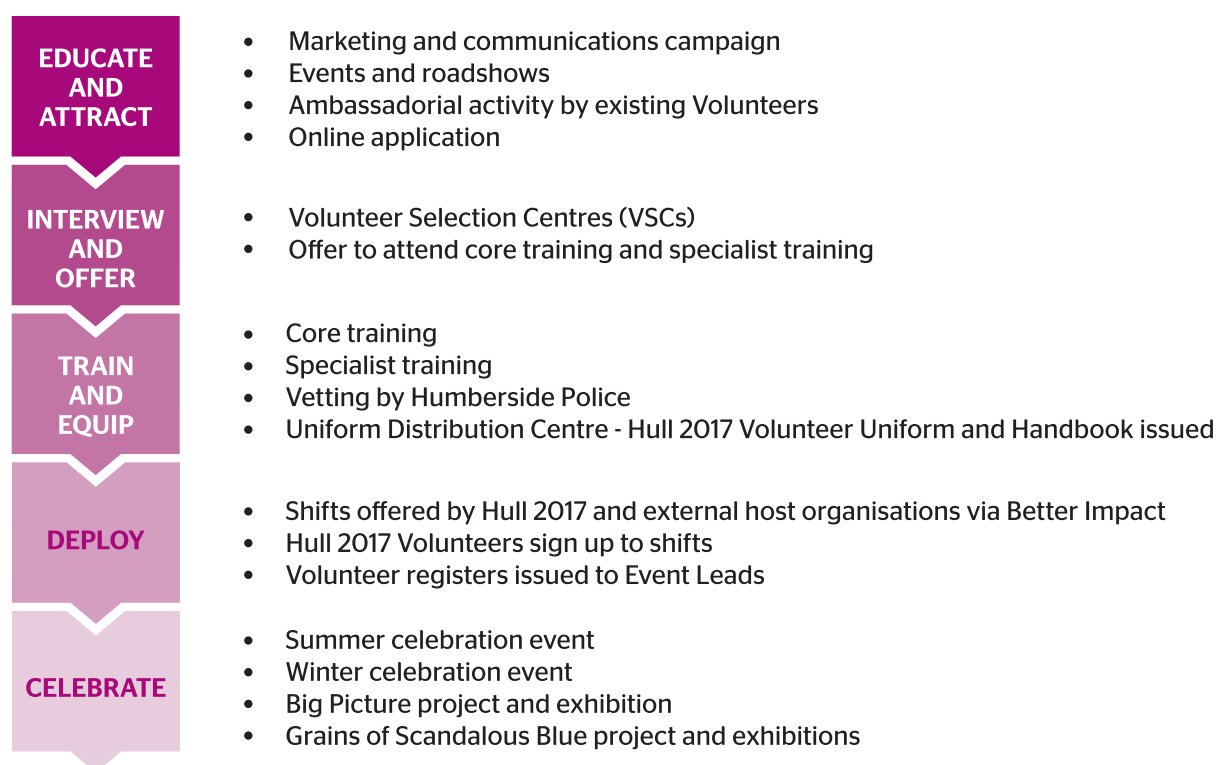 EDUCATE
AND
ATTRACT
• Marketing and communications campaign
• Events and roadshows
• Ambassadorial activity by existing Volunteers
• Online application
INTERVIEW
AND
OFFER
• Volunteer Selection Centres (VSCs)
• Offer to attend core training and specialist training
TRAIN
AND
EQUIP
• Core training
• Specialist training
• Vetting by Humberside Police
• Uniform Distribution Centre - Hull 2017 Volunteer Uniform and Handbook issued
DEPLOY
• Shifts offered by Hull 2017 and external host organisations via Better Impact
• Hull 2017 Volunteers sign up to shifts
• Volunteer registers issued to Event Leads
CELEBRATE
• Summer celebration event
• Winter celebration event
• Big Picture project and exhibition
• Grains of Scandalous Blue project and exhibitions